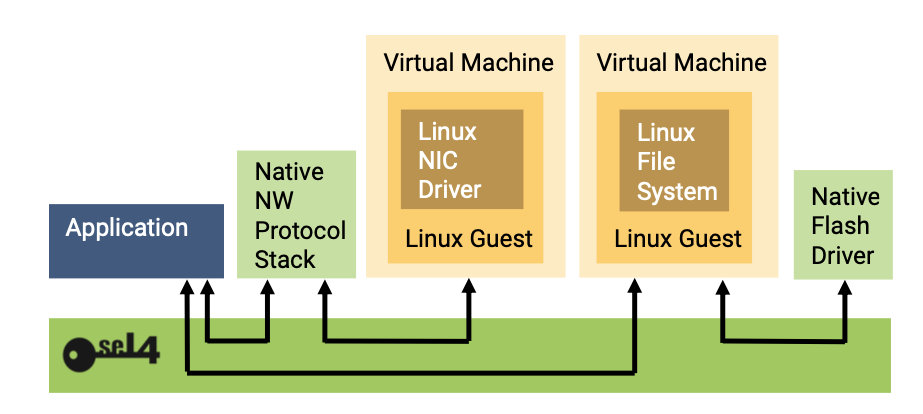 Virtual Machine
Virtual Machine
Linux
NIC
Driver
Linux
File
System
Native
NW
Protocol
Stack
Native
Flash
Driver
Application
Linux Guest
Linux Guest
seL4